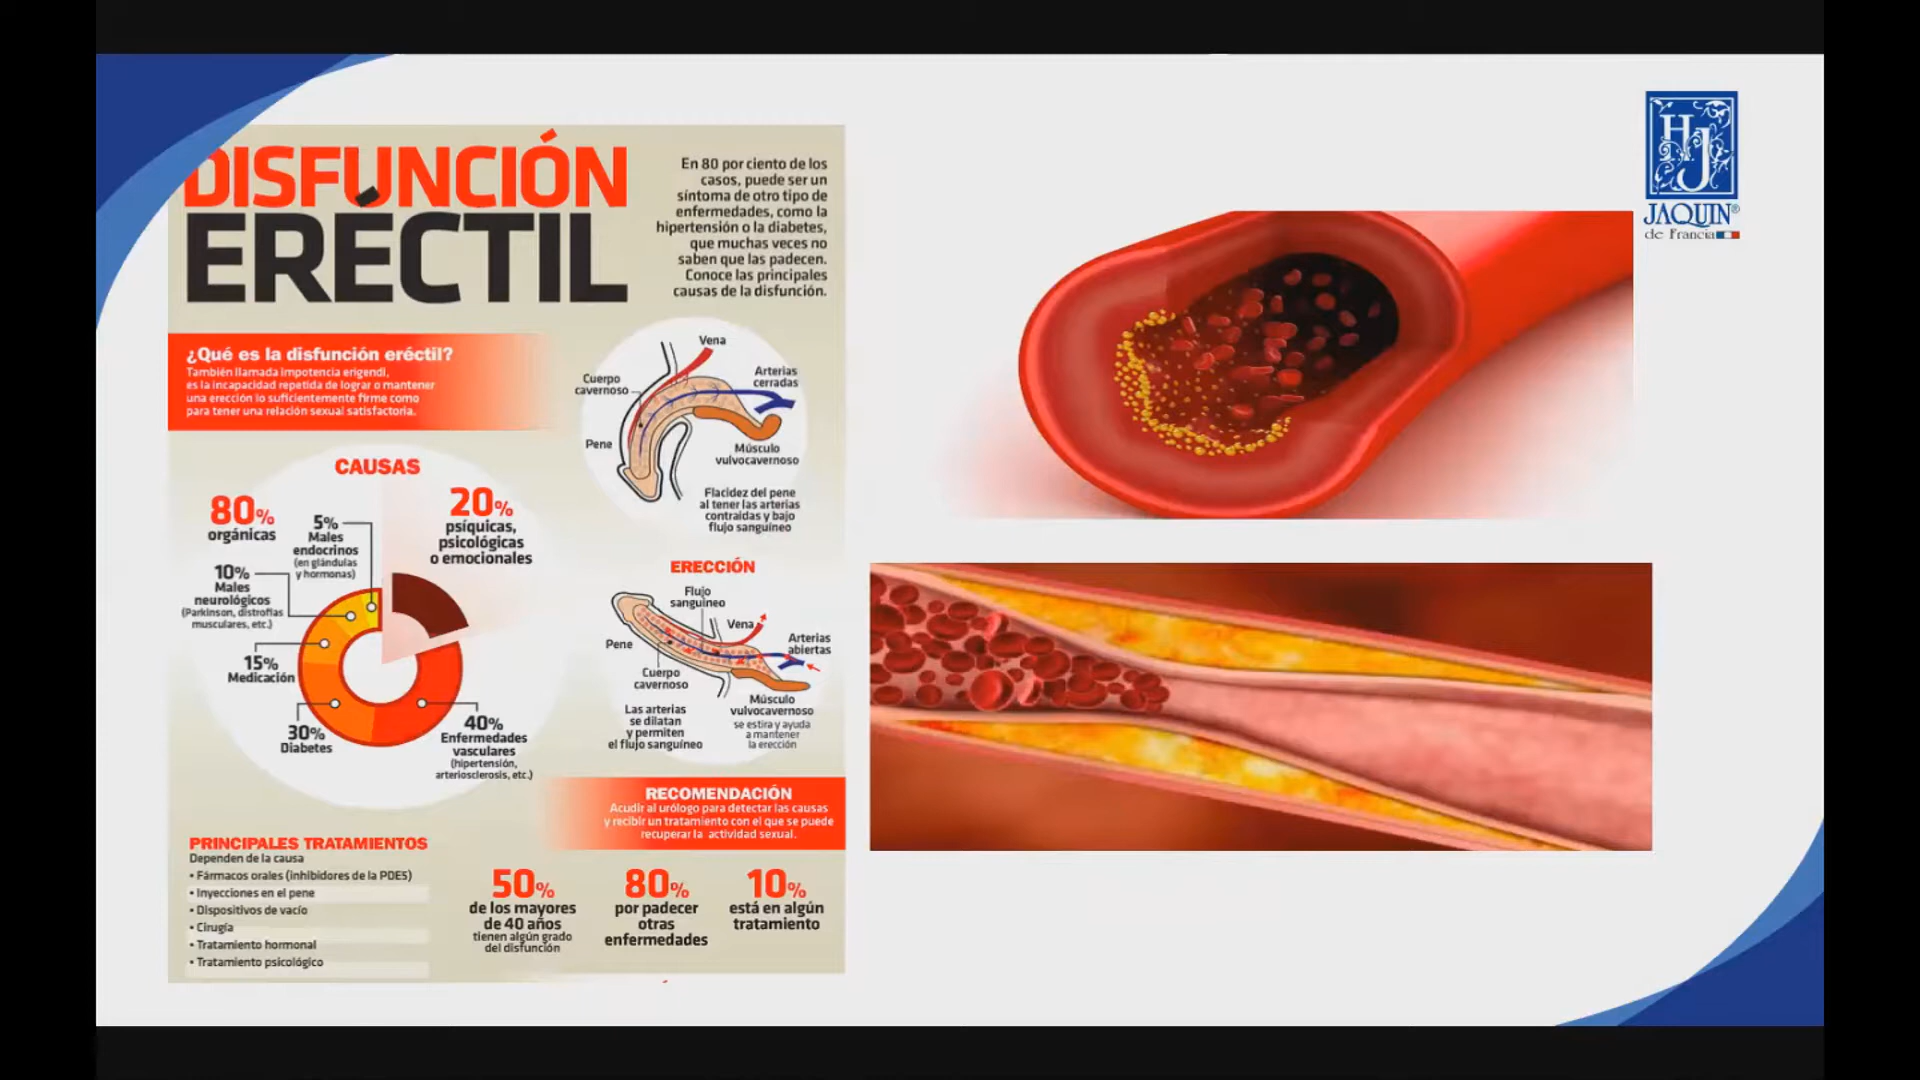 DISFUNCIÓN
ERÉCTIL
En 80 por ciento de los
casos, puede ser un
síntoma de otro tipo de
enfermedades, como la
hipertensión o la diabetes,
que muchas veces no
saben que las padecen.
Conoce las principales
causas de la disfunción.
¿Qué es la disfunción eréctil?
También llamada impotencia erigendi,
es la incapacidad repetida de lograr o mantener
una erección lo suficientemente firme como
para tener una relación sexual satisfactoria.
Vena
Cuerpo
cavernoso
Arterias
cerradas
Pene
Músculo
vulvocavernoso
Flacidez del pene
al tener las arterias
contraidas y bajo
flujo sanguíneo
CAUSAS
80%
orgánicas
20%
psíquicas,
psicológicas
o emocionales
5%
Males
endocrinos
(en glándulas
y hormonas)
10%
Males
neurológicos
(Parkinson, distrofias
musculares, etc.)
15%
Medicación
30%
Diabetes
40%
Enfermedades
vasculares
(hipertensión,
arteriosclerosis, etc.)
ERECCIÓN
Flujo
sanguíneo
Vena
Pene
Arterias
abiertas
Cuerpo
cavernoso
Las arterias
se dilatan
y permiten
el flujo sanguíneo
Músculo
vulvocavernoso
se estira y ayuda
a mantener
la erección
RECOMENDACIÓN
Acudir al urólogo para detectar las causas
y recibir un tratamiento con el que se puede
recuperar la actividad sexual.
PRINCIPALES TRATAMIENTOS
Dependen de la causa
• Fármacos orales (inhibidores de la PDE5)
• Inyecciones en el pene
• Dispositivos de vacío
• Cirugía
• Tratamiento hormonal
• Tratamiento psicológico
50%
de los mayores
de 40 años
tienen algún grado
del disfunción
80%
por padecer
otras
enfermedades
10%
está en algún
tratamiento
HJ
JAQUIN®
de Francia